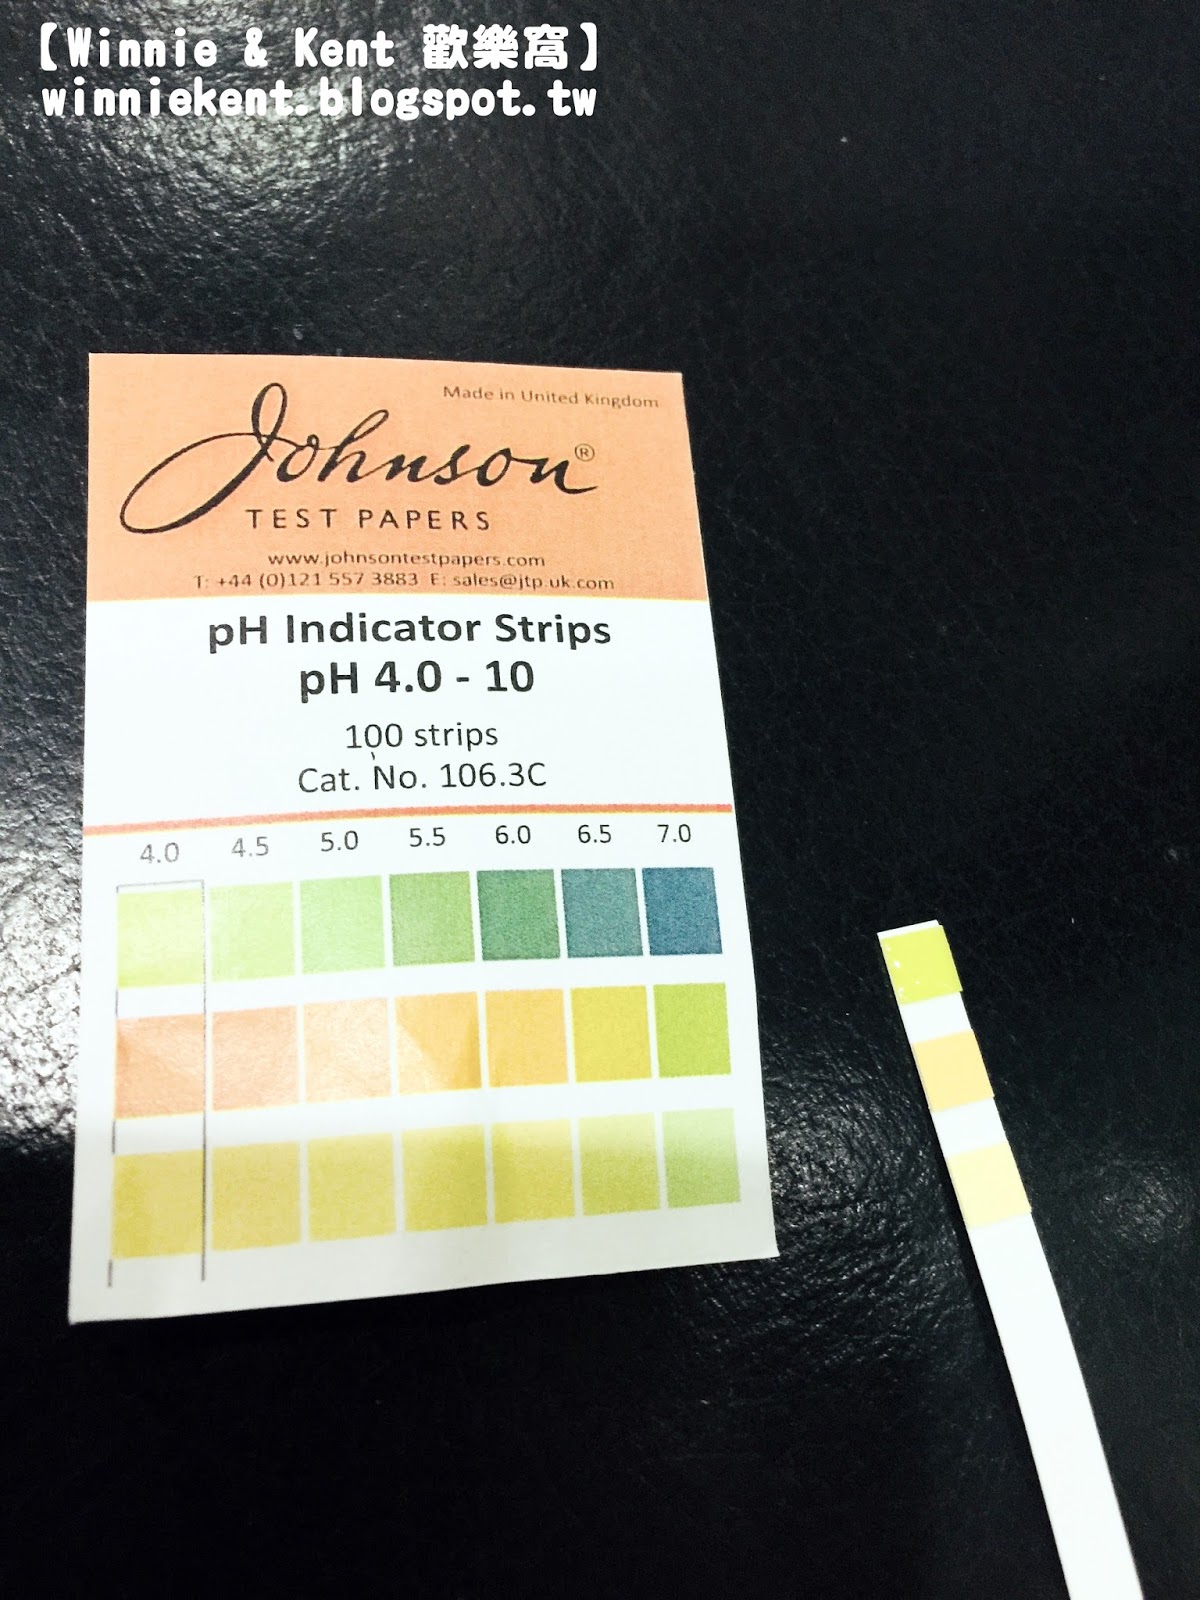 【Winnie & Kent 歡樂窩】
winniekent.blogspot.tw
Made in United Kingdom
Johnson®
TEST PAPERS
www.johnsontestpapers.com
T: +44 (0)121 557 3883 E: sales@jtp.uk.com
pH Indicator Strips
pH 4.0 - 10
100 strips
Cat. No. 106.3C
4.0 4.5 5.0 5.5 6.0 6.5 7.0